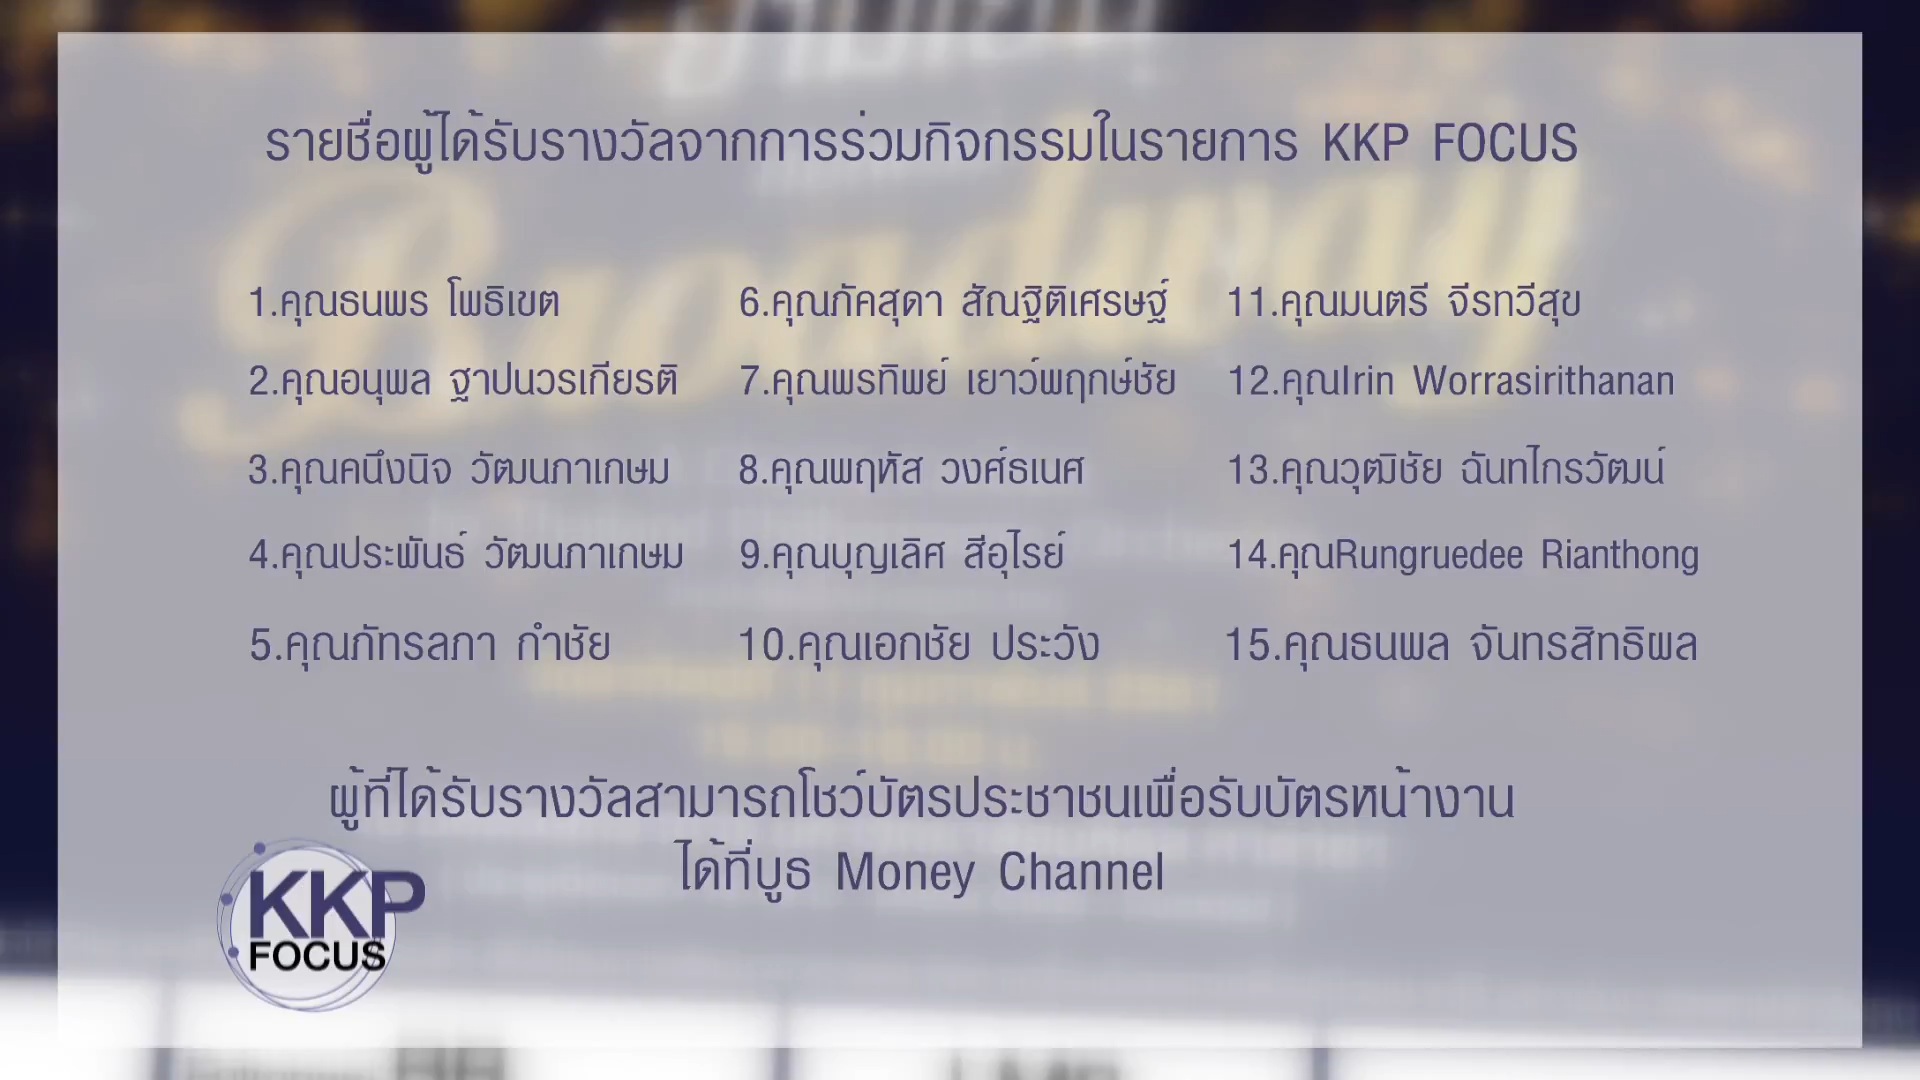 รายชื่อผู้ได้รับรางวัลจากการร่วมกิจกรรมในรายการ KKP FOCUS
1.คุณธนพร โพธิเขต
2.คุณอนุพล ฐาปนวรเกียรติ
3.คุณคนึงนิจ วัฒนภาเกษม
4.คุณประพันธ์ วัฒนภาเกษม
5.คุณภัทรลภา กำชัย
6.คุณภัคสุดา สัณฐิติเศรษฐ์
7.คุณพรทิพย์ เยาว์พฤกษ์ชัย
8.คุณพฤหัส วงศ์ธเนศ
9.คุณบุญเลิศ สีอุไรย์
10.คุณเอกชัย ประวัง
11.คุณมนตรี จีรทวีสุข
12.คุณIrin Worrasirithanan
13.คุณวุฒิชัย ฉันทไกรวัฒน์
14.คุณRungruedee Rianthong
15.คุณธนพล จันทรสิทธิผล
ผู้ที่ได้รับรางวัลสามารถโชว์บัตรประชาชนเพื่อรับบัตรหน้างาน
ได้ที่บูธ Money Channel
KKP
FOCUS
Broadway